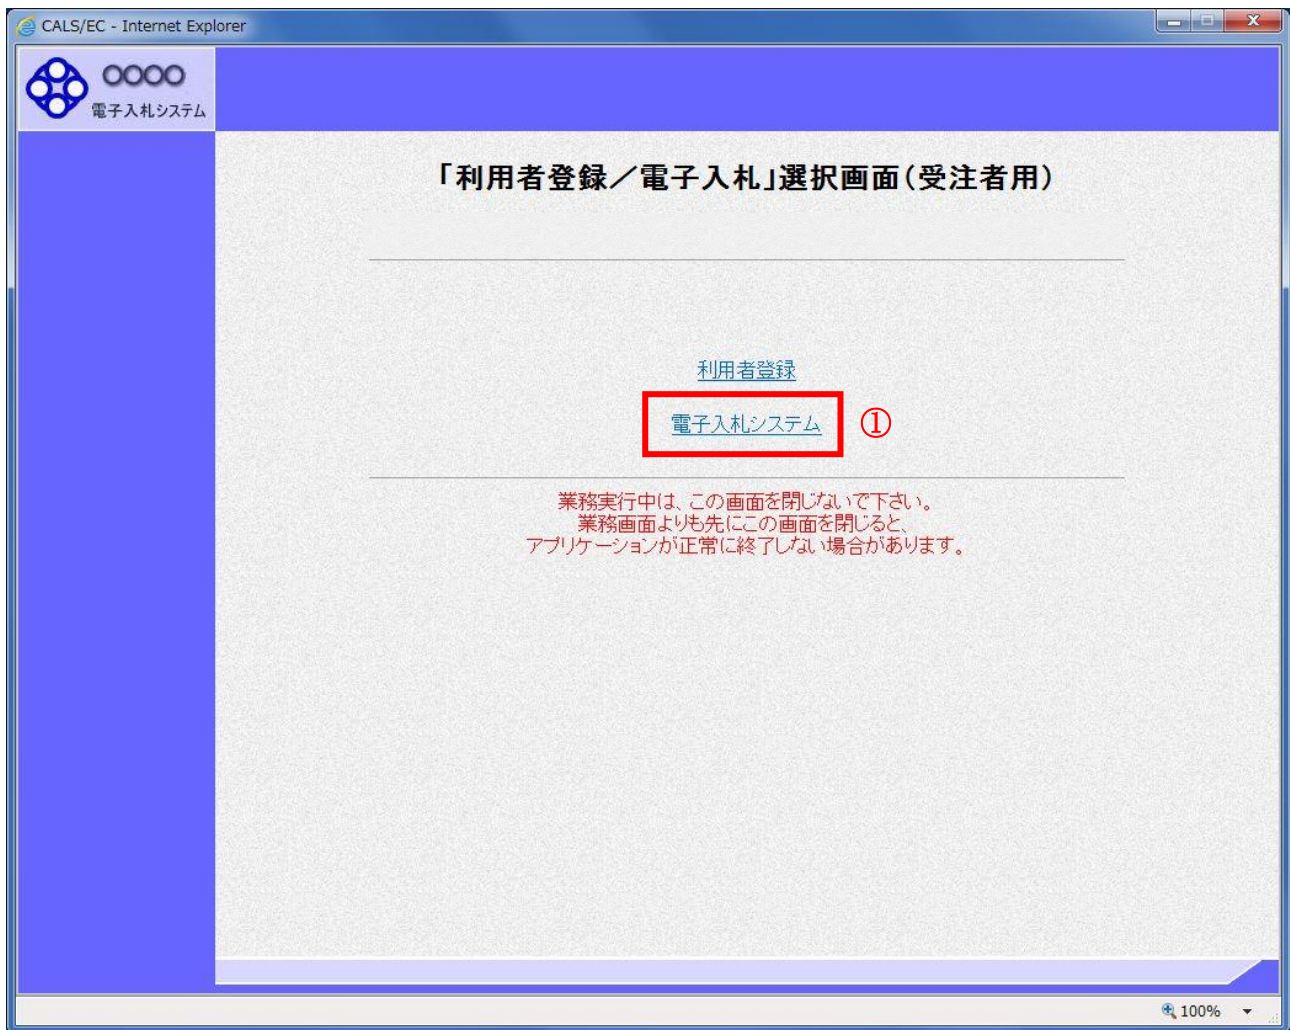 CALS/EC - Internet Explorer
○○○○
電子入札システム
「利用者登録／電子入札」選択画面(受注者用)
利用者登録
電子入札システム ①
業務実行中は、この画面を閉じないで下さい。
業務画面よりも先にこの画面を閉じると、
アプリケーションが正常に終了しない場合があります。
100%